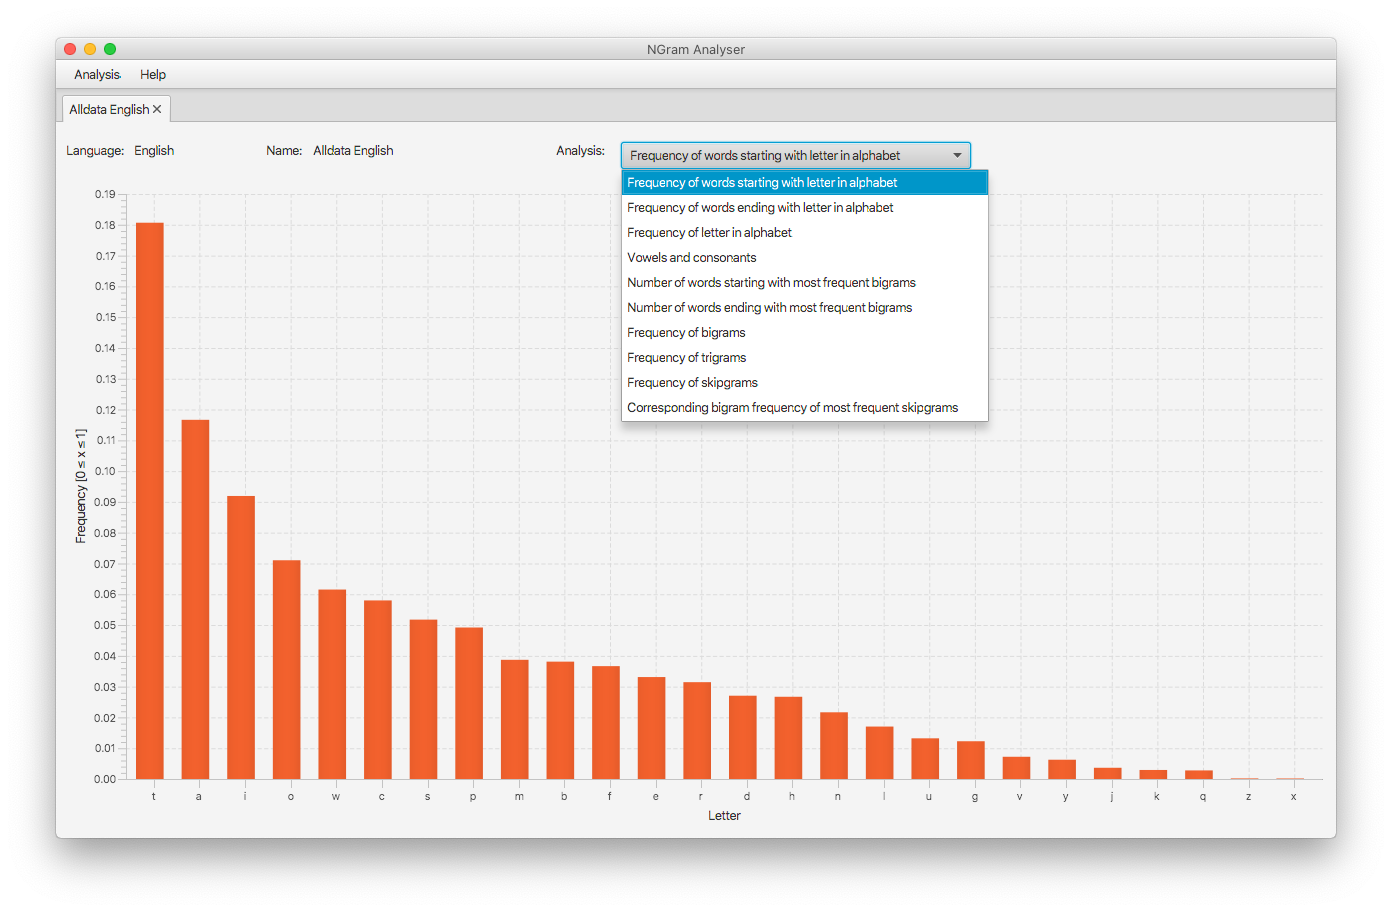 NGram Analyser
Analysis Help
Alldata English
Language: English Name: Alldata English Analysis: Frequency of words starting with letter in alphabet
Frequency of words starting with letter in alphabet
Frequency of words ending with letter in alphabet
Frequency of letter in alphabet
Vowels and consonants
Number of words starting with most frequent bigrams
Number of words ending with most frequent bigrams
Frequency of bigrams
Frequency of trigrams
Frequency of skipgrams
Corresponding bigram frequency of most frequent skipgrams
Frequency [0 ≤ x ≤ 1]
0.19
0.18
0.17
0.16
0.15
0.14
0.13
0.12
0.11
0.10
0.09
0.08
0.07
0.06
0.05
0.04
0.03
0.02
0.01
0.00
t a i o w c s p m b f e r d h n l u g v y j k q z x
Letter